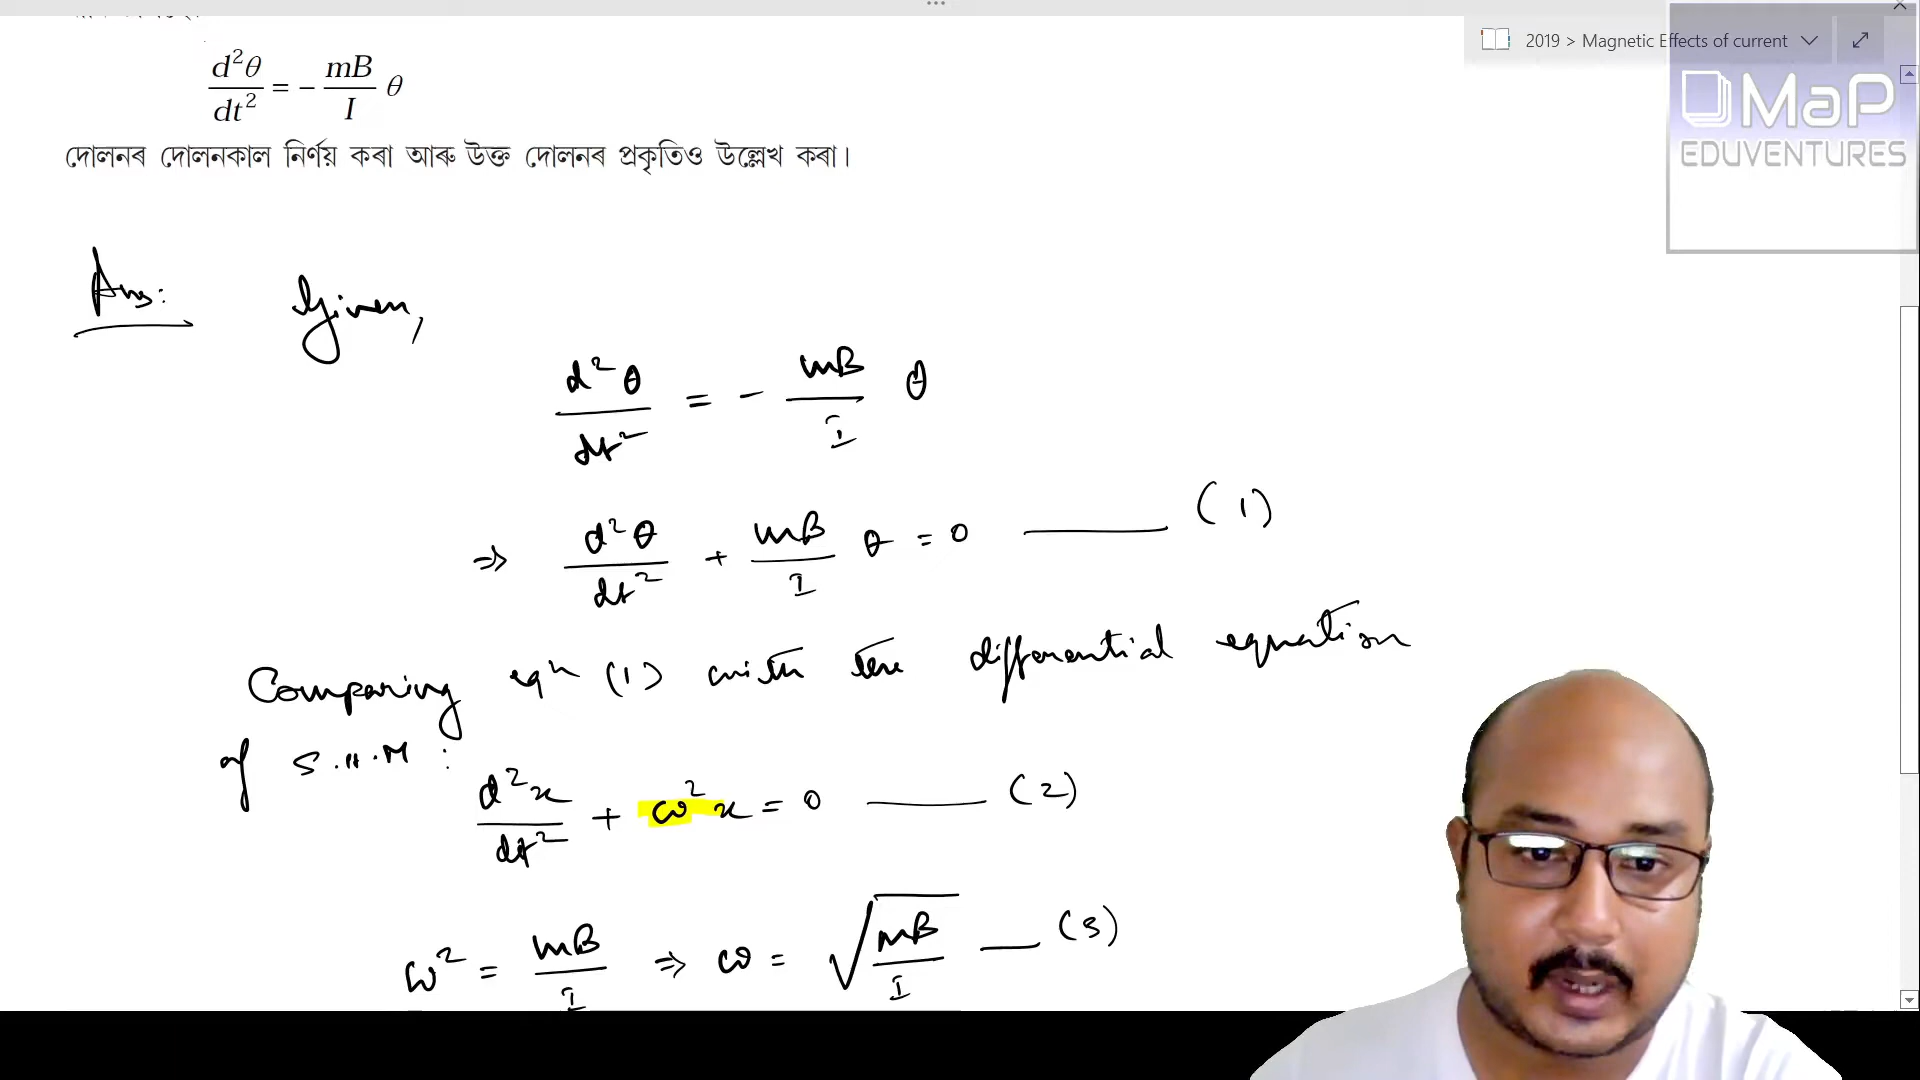 2019 > Magnetic Effects of current
MaP
EDUVENTURES
d²θ/dt² = - mB/I θ
দোলনৰ দোলনকাল নিৰ্ণয় কৰা আৰু উক্ত দোলনৰ প্ৰকৃতিও উল্লেখ কৰা।
Ans: Given,
d²θ/dt² = - mB/I θ
⇒ d²θ/dt² + mB/I θ = 0 —— (1)
Comparing eqn (1) with the differential equation
of S.H.M :
d²x/dt² + ω²x = 0 —— (2)
ω² = mB/I ⇒ ω = √(mB/I) — (3)